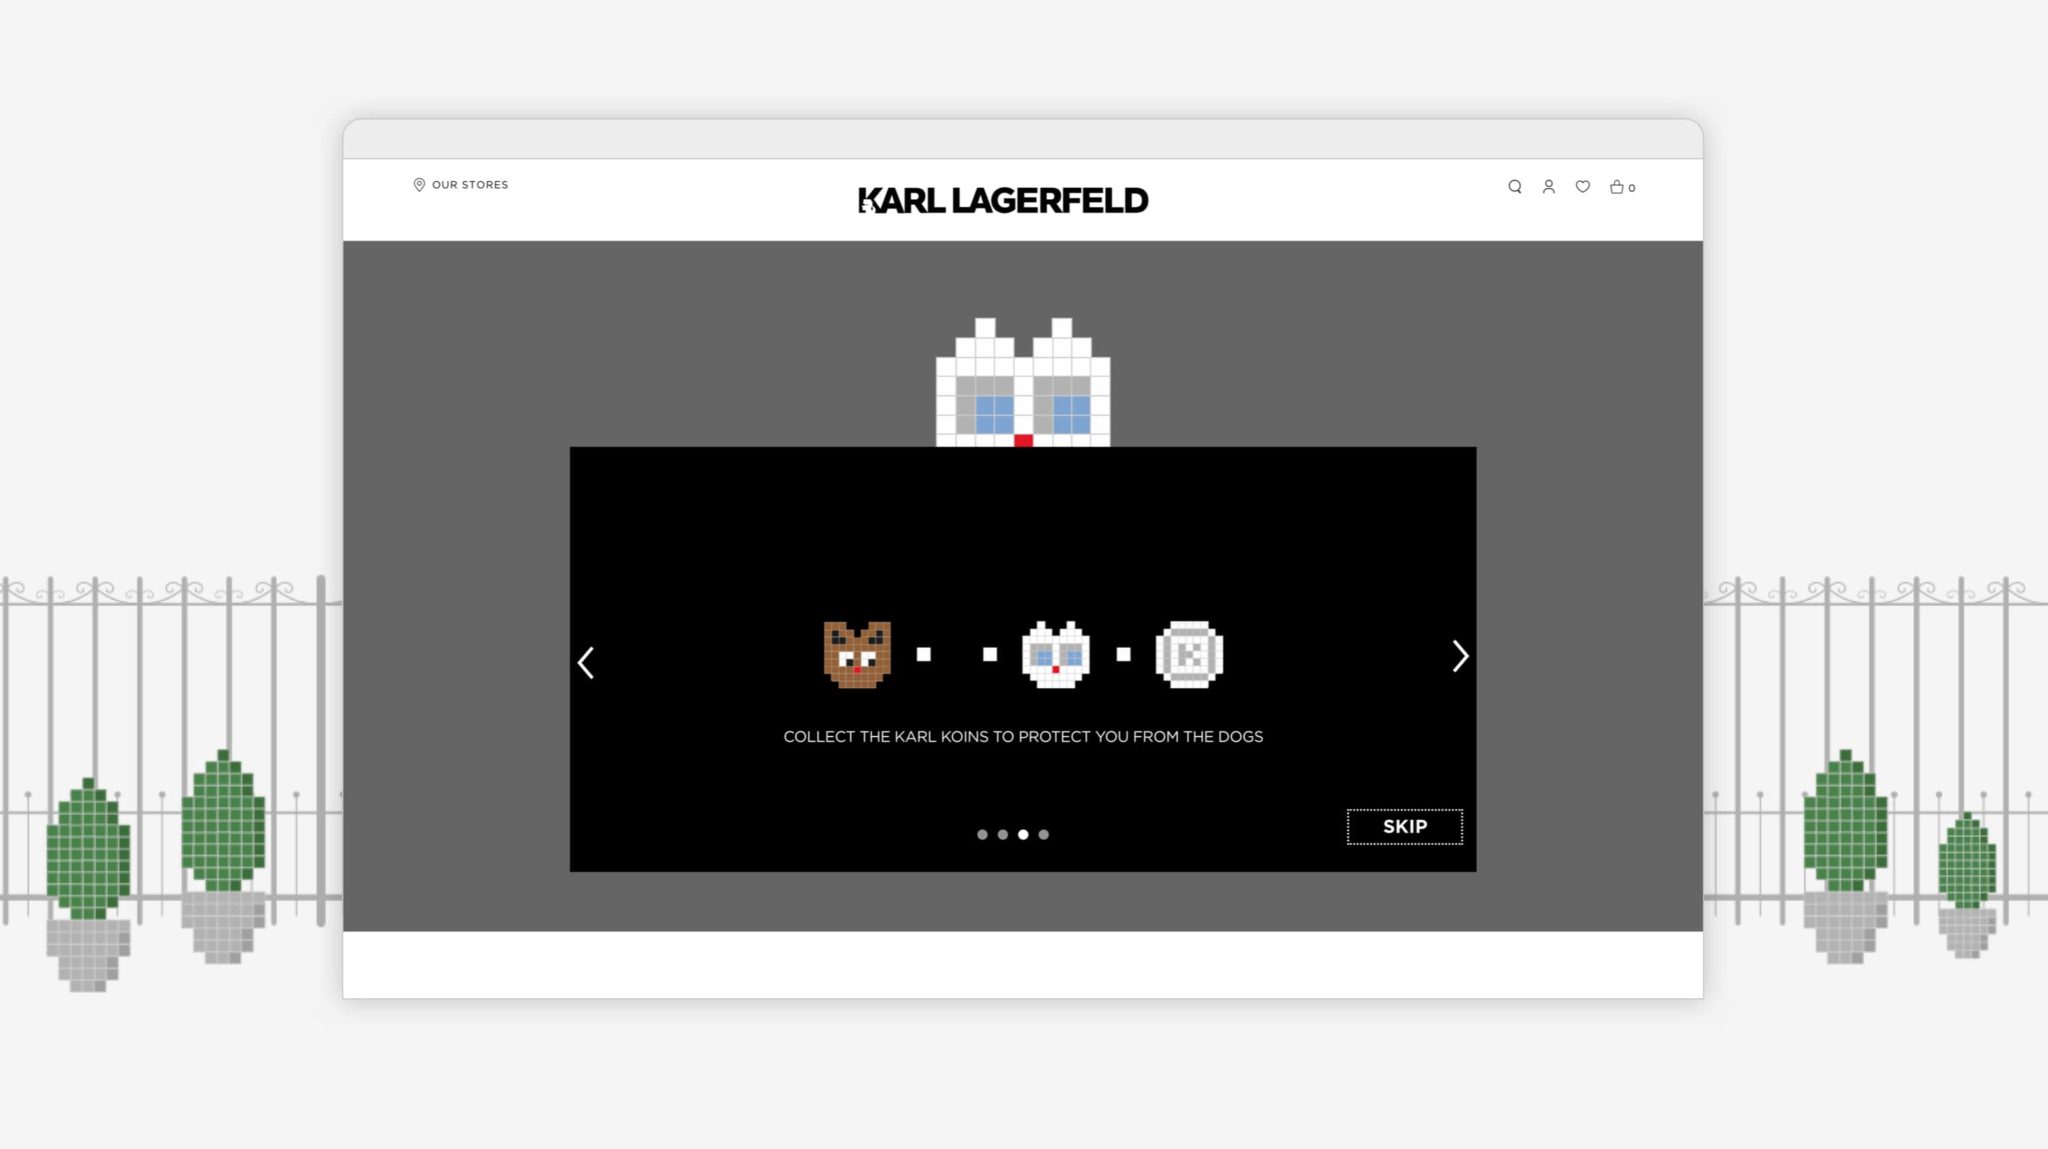 OUR STORES
KARL LAGERFELD
0
K
COLLECT THE KARL KOINS TO PROTECT YOU FROM THE DOGS
SKIP